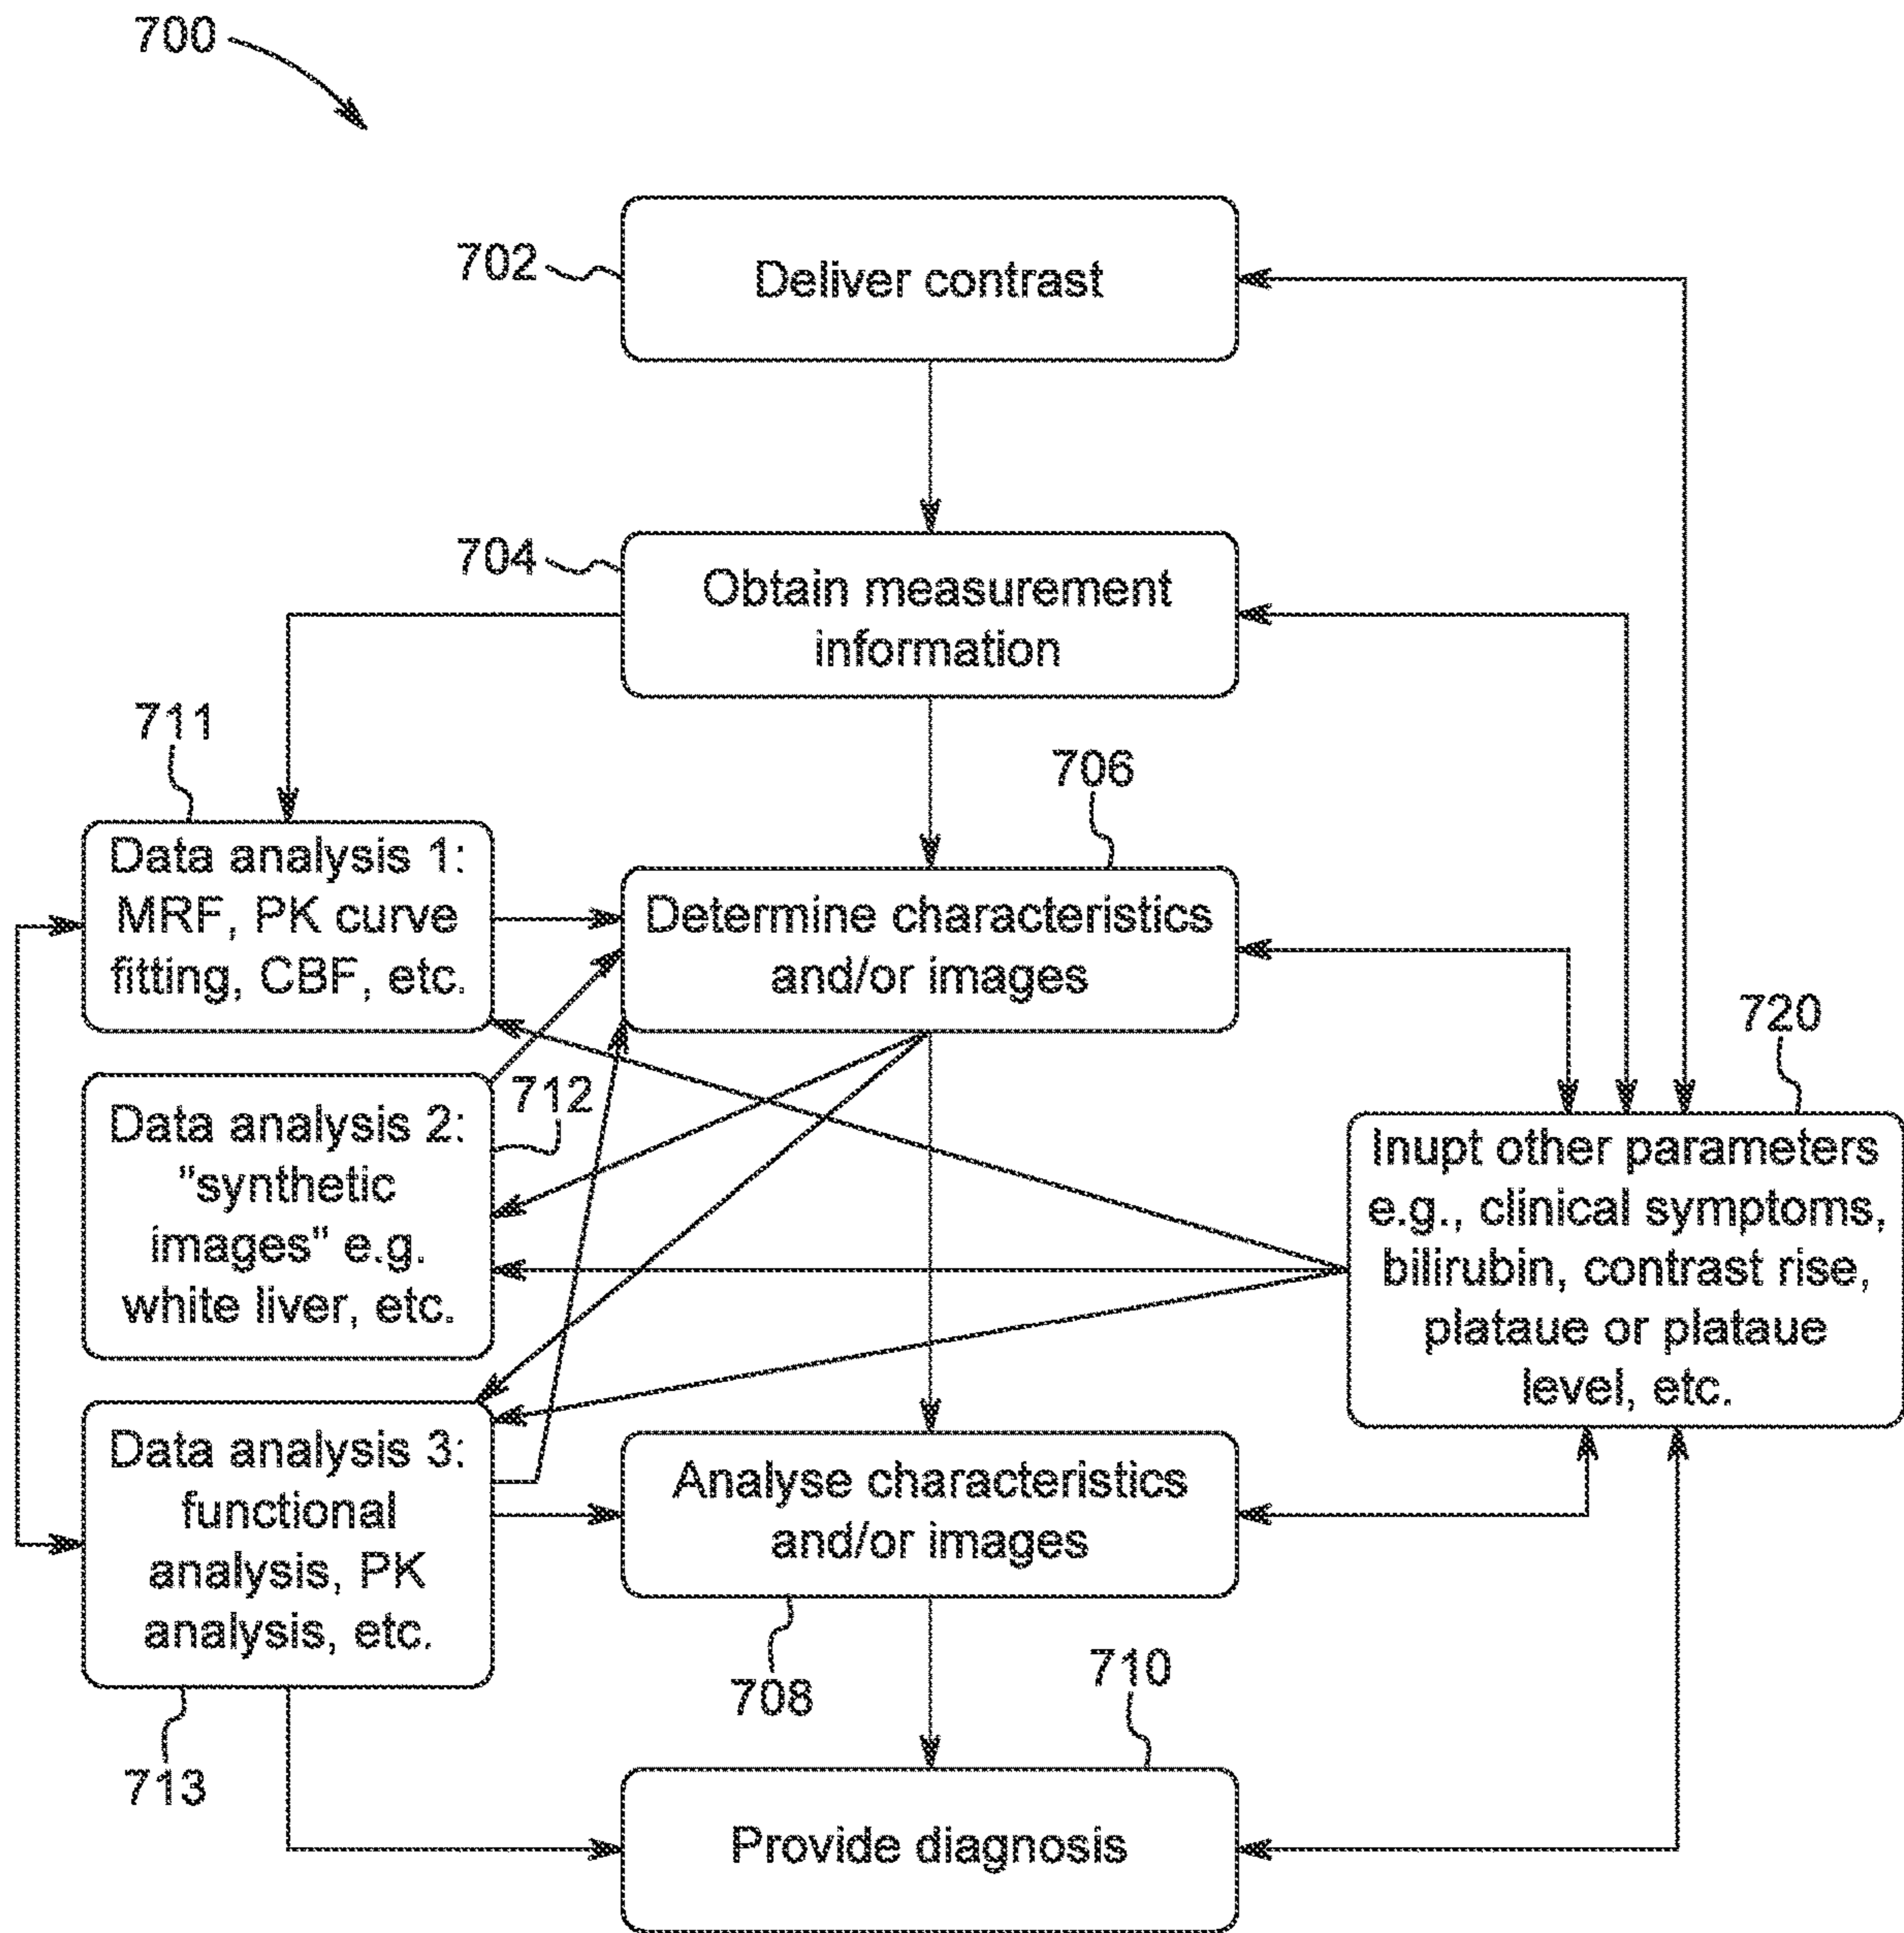 700
702
Deliver contrast
704
Obtain measurement
information
711
706
Data analysis 1:
MRF, PK curve
fitting, CBF, etc.
Determine characteristics
and/or images
720
712
Data analysis 2:
"synthetic
images" e.g.
white liver, etc.
Inupt other parameters
e.g., clinical symptoms,
bilirubin, contrast rise,
plataue or plataue
level, etc.
Data analysis 3:
functional
analysis, PK
analysis, etc.
Analyse characteristics
and/or images
708
710
713
Provide diagnosis